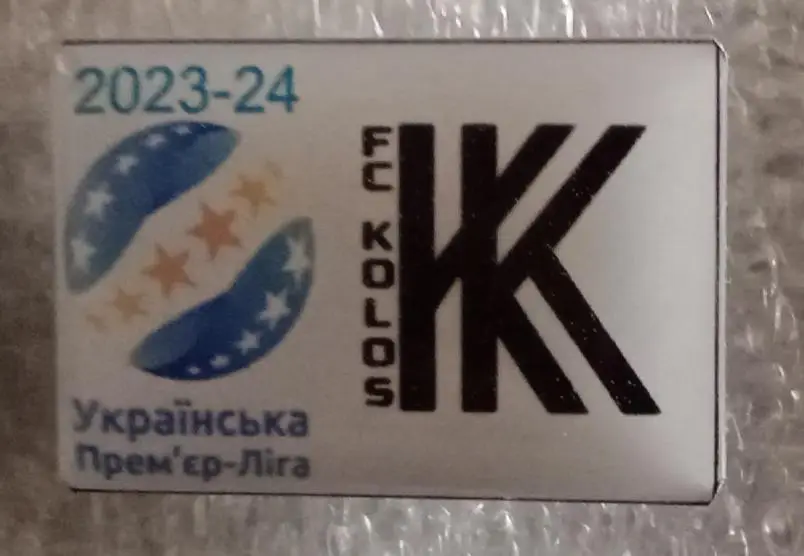 2023-24
Українська
Прем'єр-Ліга
FC KOLOS